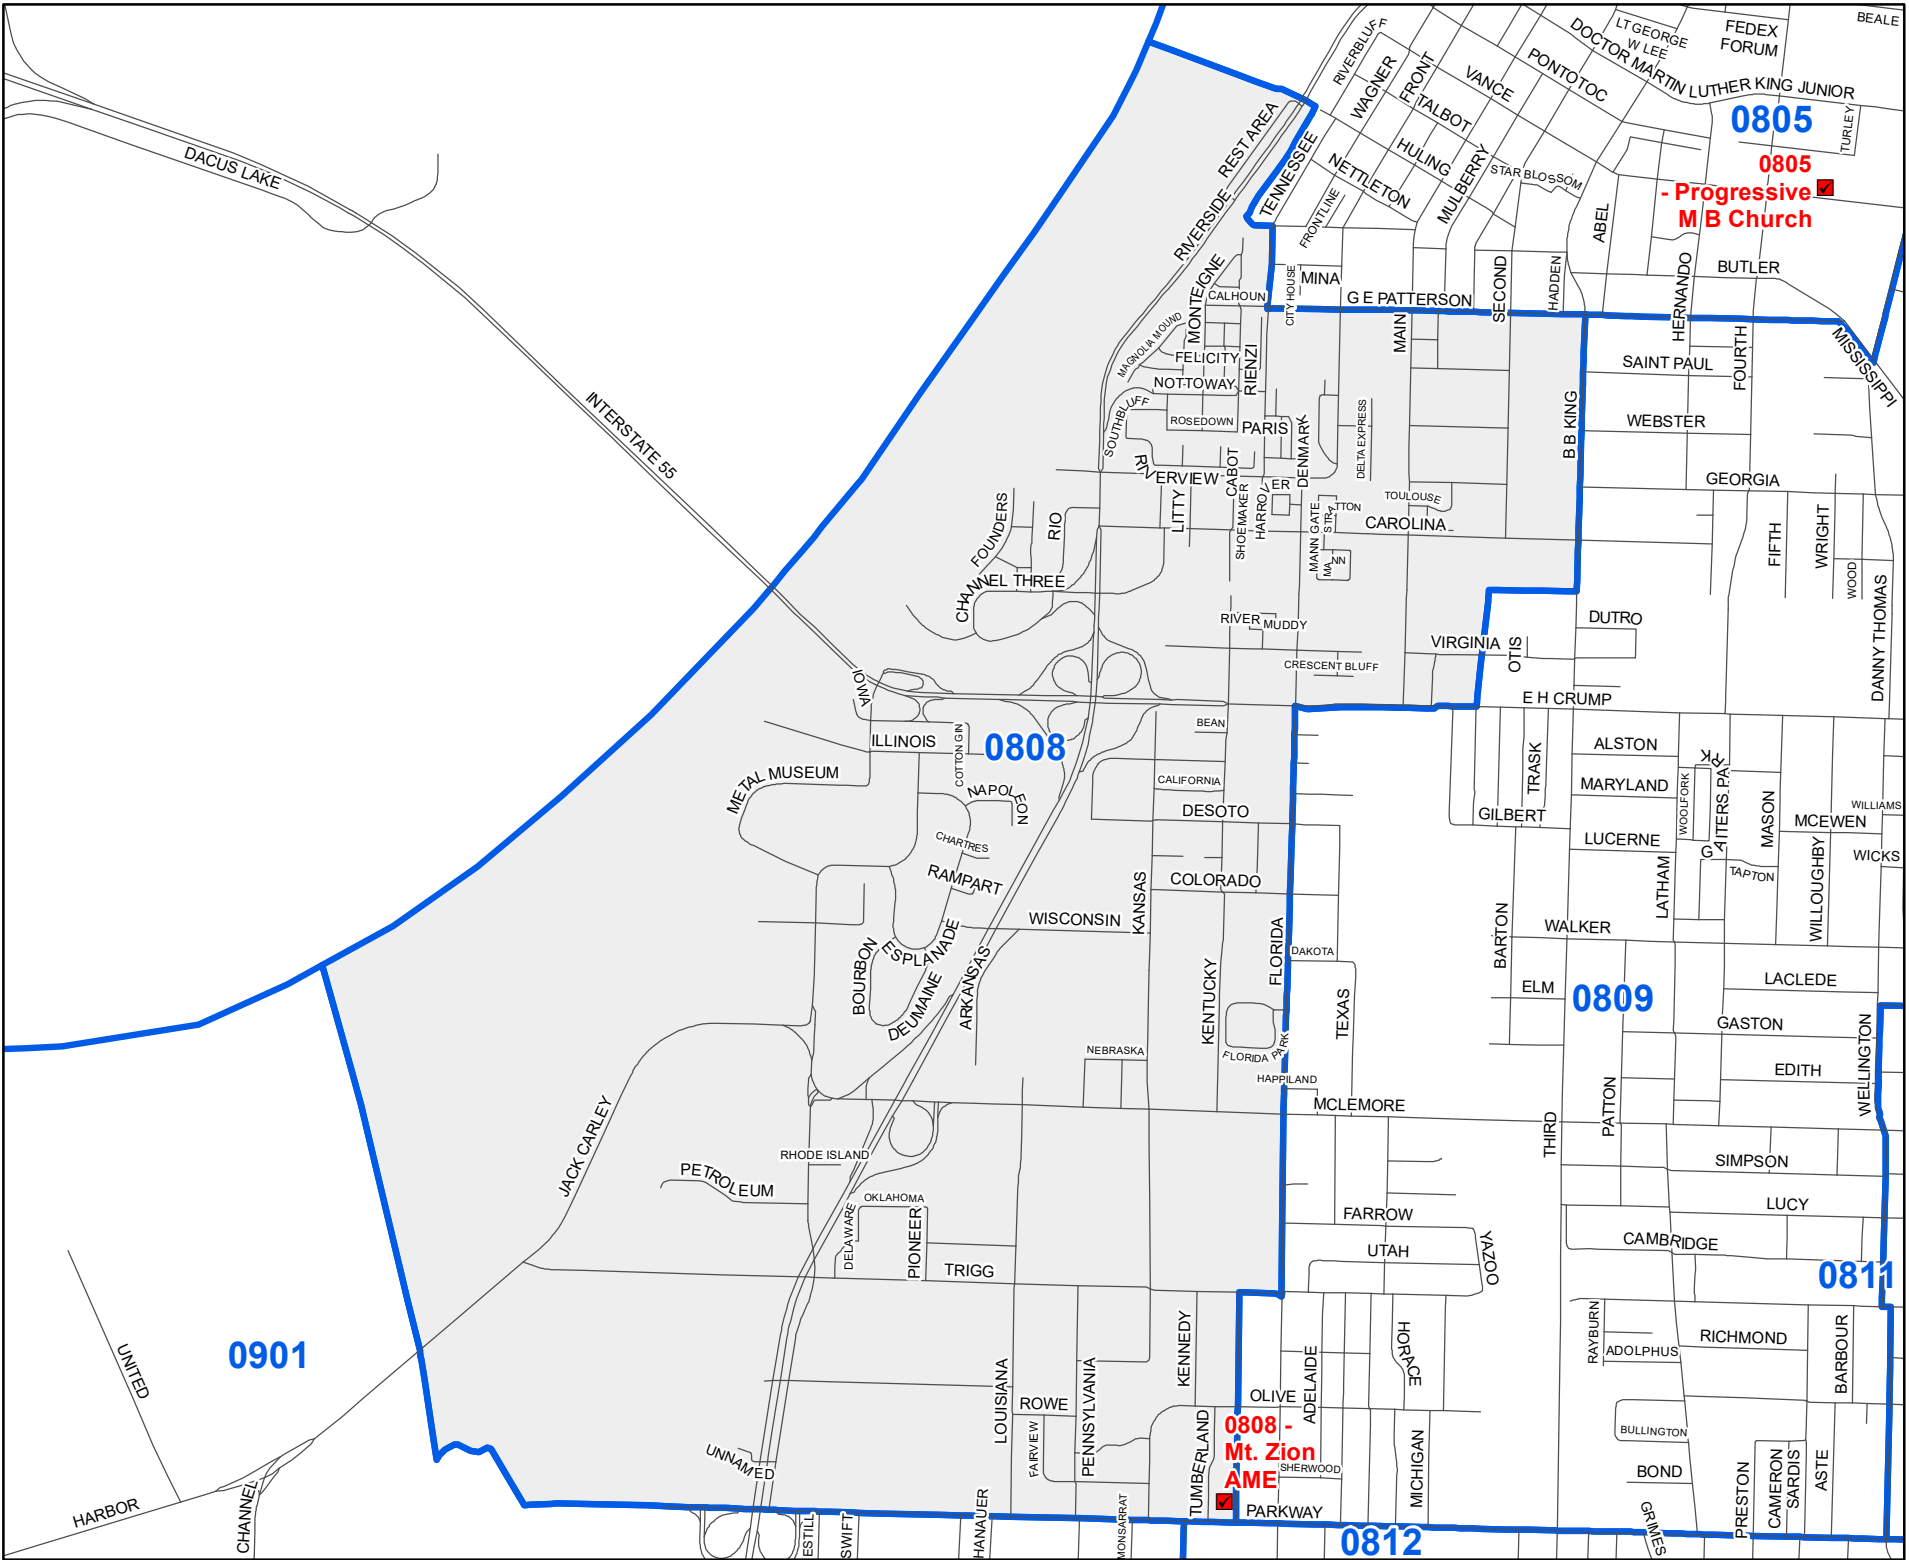 BEALE
RIVERBLUFF
LT GEORGE
W LEE
FEDEX
FORUM
DOCTOR MARTIN LUTHER KING JUNIOR
WAGNER
FRONT
VANCE
PONTOTOC
TALBOT
0805
TURLEY
REST AREA
TENNESSEE
HULING
NETTLETON
MULBERRY
STAR BLOSSOM
0805
- Progressive
M B Church
DACUS LAKE
RIVERSIDE
FRONTLINE
ABEL
MONTEIGNE
CALHOUN
CITY HOUSE
MINA
G E PATTERSON
SECOND
HADDEN
HERNANDO
BUTLER
MAGNOLIA MOUND
FELICITY
RIENZI
MAIN
SAINT PAUL
FOURTH
MISSISSIPPI
NOTTOWAY
SOUTHBLUFF
ROSEDOWN
PARIS
DENMARK
DELTA EXPRESS
B B KING
WEBSTER
INTERSTATE 55
RIVERVIEW
CABOT
GEORGIA
FOUNDERS
RIO
LITTY
SHOEMAKER
HARROVER
MANN GATE
STRATTON
TOULOUSE
CAROLINA
MANN
FIFTH
WRIGHT
WOOD
DANNY THOMAS
CHANNEL THREE
RIVER
MUDDY
CRESCENT BLUFF
VIRGINIA
OTIS
DUTRO
IOWA
E H CRUMP
ILLINOIS
COTTON GIN
0808
BEAN
TRASK
ALSTON
GAITERS PARK
METAL MUSEUM
NAPOLEON
CALIFORNIA
DESOTO
GILBERT
MARYLAND
WOOLFORK
MASON
WILLIAMS
MCEWEN
CHARTRES
LUCERNE
WILLOUGHBY
WICKS
RAMPART
COLORADO
LATHAM
TAPTON
KANSAS
WISCONSIN
BOURBON
ESPLANADE
DEUMAINE
ARKANSAS
KENTUCKY
FLORIDA
DAKOTA
TEXAS
BARTON
WALKER
ELM
0809
LACLEDE
GASTON
WELLINGTON
NEBRASKA
FLORIDA PARK
HAPPILAND
EDITH
MCLEMORE
THIRD
PATTON
JACK CARLEY
RHODE ISLAND
PETROLEUM
OKLAHOMA
DELAWARE
PIONEER
TRIGG
SIMPSON
LUCY
FARROW
UTAH
YAZOO
CAMBRIDGE
0811
0901
UNITED
LOUISIANA
ROWE
PENNSYLVANIA
KENNEDY
ADELAIDE
HORACE
RAYBURN
ADOLPHUS
RICHMOND
BARBOUR
OLIVE
FAIRVIEW
TUMBERLAND
0808 -
Mt. Zion
AME
SHERWOOD
MICHIGAN
BULLINGTON
BOND
PRESTON
CAMERON
SARDIS
ASTE
UNNAMED
HARBOR
CHANNEL
ESTILL
SWIFT
HANAUER
MONSARRAT
PARKWAY
0812
GRIMES